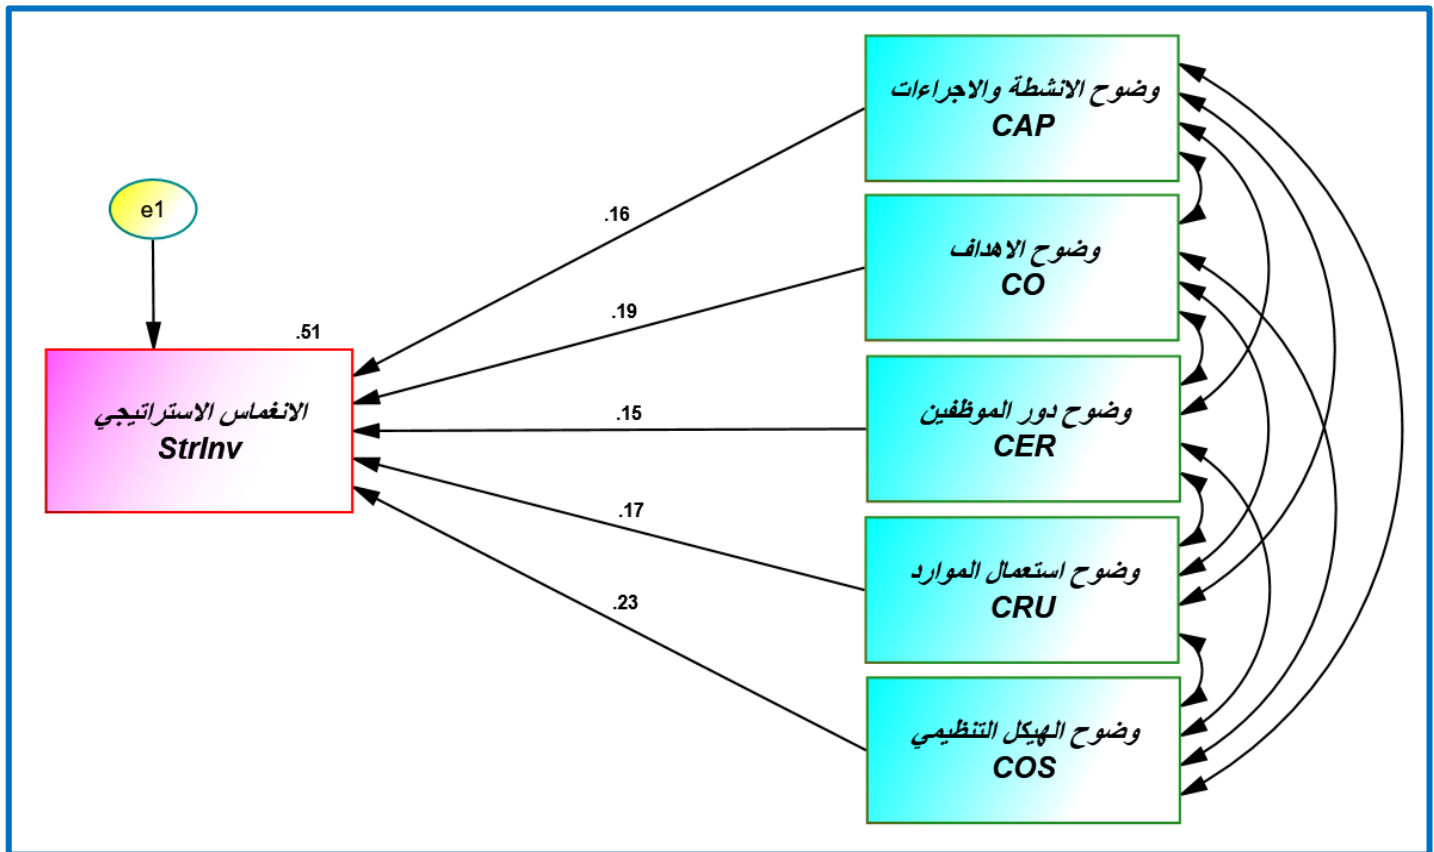 وضوح الانشطة والاجراءات
CAP
.16
e1
وضوح الاهداف
CO
.19
.51
الانغماس الاستراتيجي
StrInv
وضوح دور الموظفين
CER
.15
وضوح استعمال الموارد
CRU
.17
.23
وضوح الهيكل التنظيمي
COS